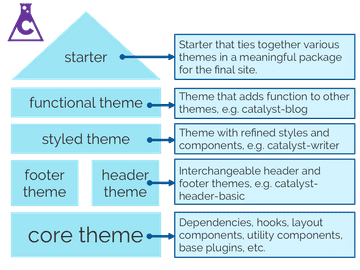 C
starter
Starter that ties together various
themes in a meaningful package
for the final site.
functional theme
Theme that adds function to other
themes, e.g. catalyst-blog
styled theme
Theme with refined styles and
components, e.g. catalyst-writer
footer
theme
header
theme
Interchangeable header and
footer themes, e.g. catalyst-
header-basic
core theme
Dependencies, hooks, layout
components, utility components,
base plugins, etc.